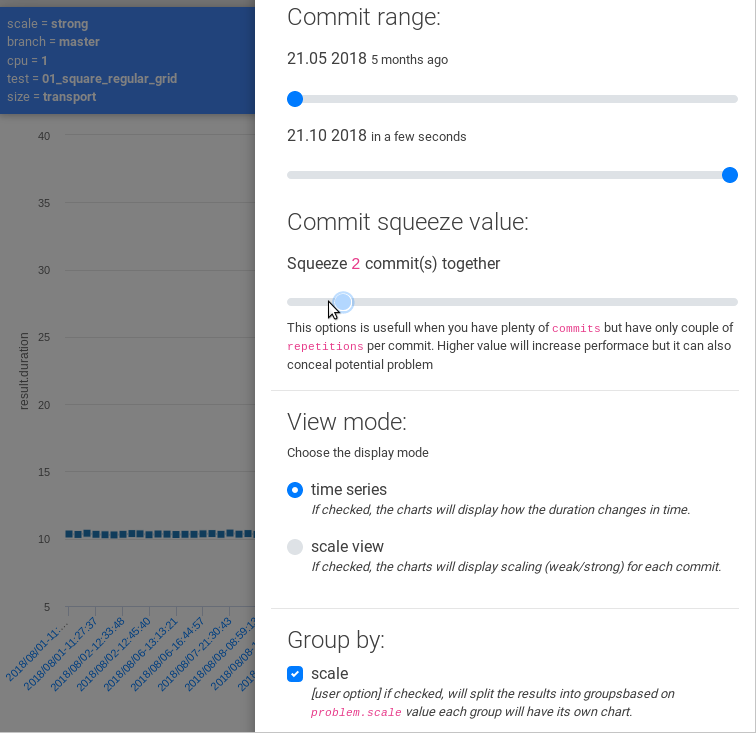 scale = strong
branch = master
cpu = 1
test = 01_square_regular_grid
size = transport
result.duration
40
35
30
25
20
15
10
5
2018/08/01-11:...
2018/08/01-11:27:37
2018/08/02-12:33:48
2018/08/02-12:45:40
2018/08/06-13:13:21
2018/08/06-16:44:57
2018/08/07-21:30:43
2018/08/08-08:59:1
Commit range:
21.05 2018 5 months ago
21.10 2018 in a few seconds
Commit squeeze value:
Squeeze 2 commit(s) together
This options is usefull when you have plenty of commits but have only couple of
repetitions per commit. Higher value will increase performace but it can also
conceal potential problem
View mode:
Choose the display mode
time series
If checked, the charts will display how the duration changes in time.
scale view
If checked, the charts will display scaling (weak/strong) for each commit.
Group by:
scale
[user option] if checked, will split the results into groupsbased on
problem.scale value each group will have its own chart.